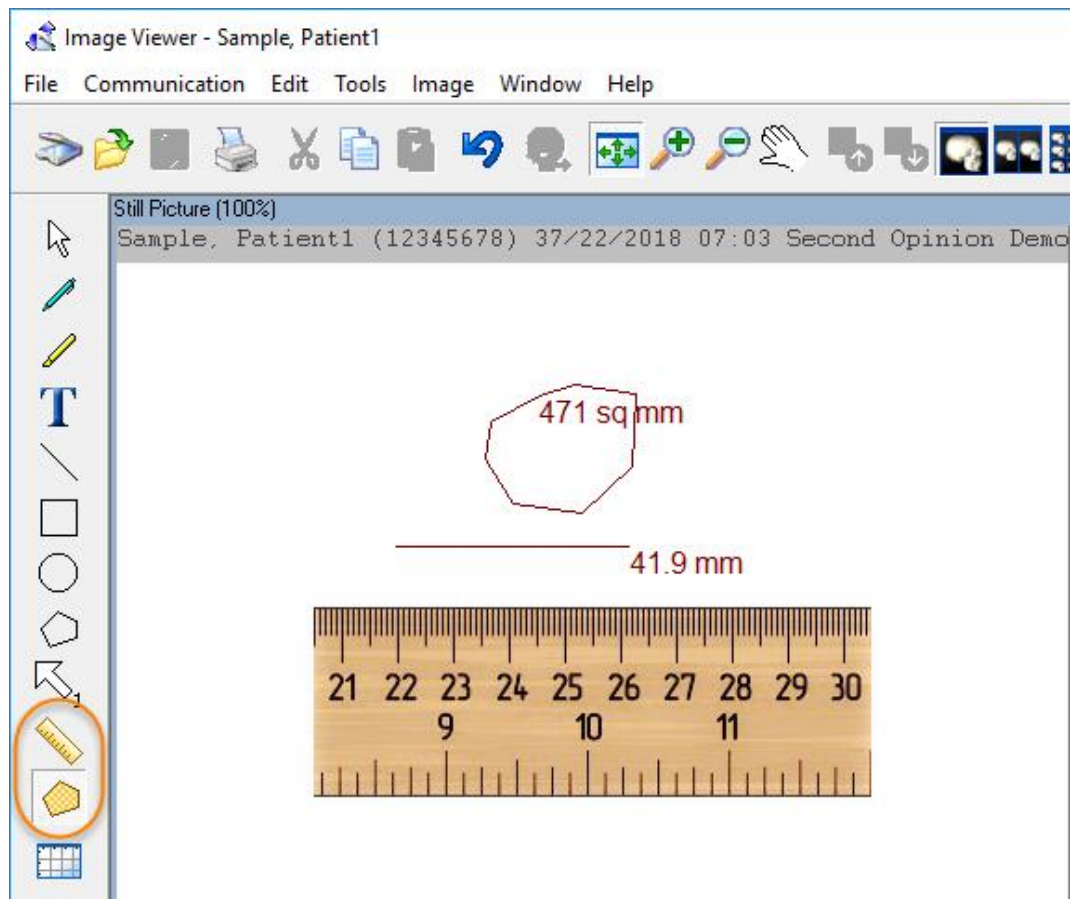 Image Viewer - Sample, Patient1
File Communication Edit Tools Image Window Help
Still Picture (100%)
Sample, Patient1 (12345678) 37/22/2018 07:03 Second Opinion Demo
T
1
471 sq mm
41.9 mm
21 22 23 24 25 26 27 28 29 30
9 10 11